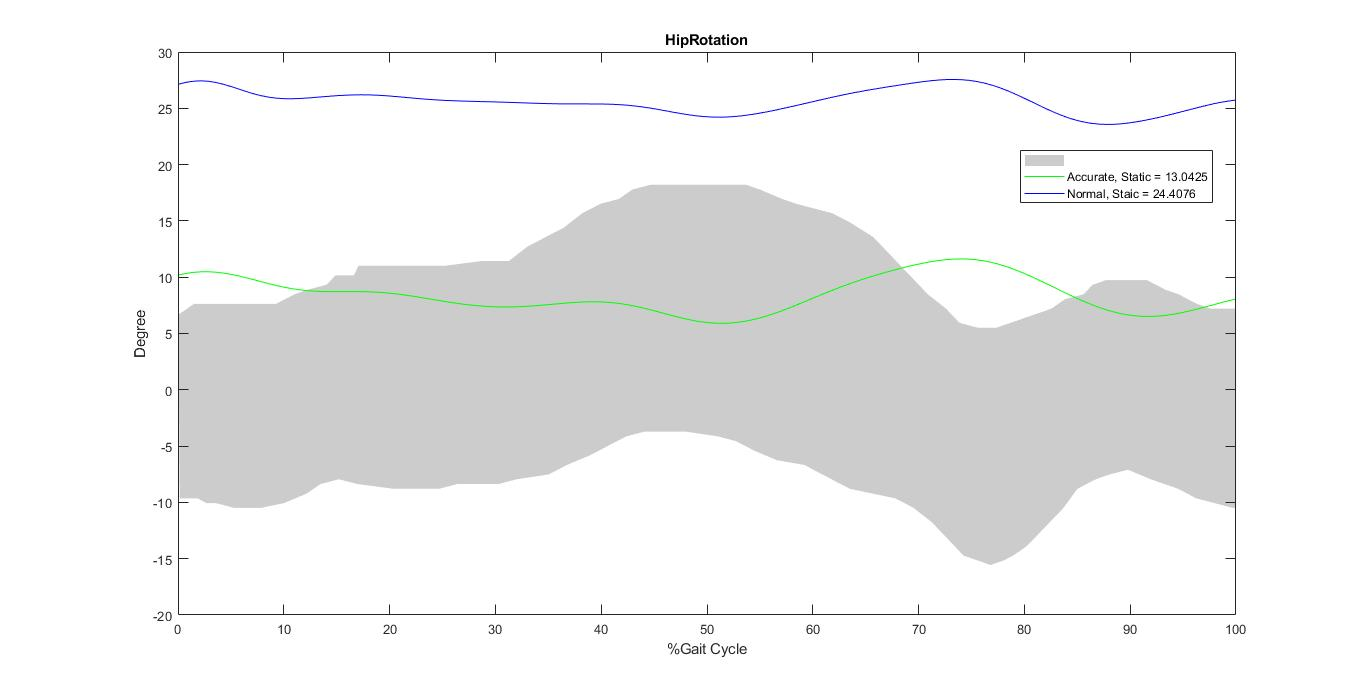 HipRotation
30
25
20
15
10
5
0
-5
-10
-15
-20
Degree
Accurate, Static = 13.0425
Normal, Staic = 24.4076
0 10 20 30 40 50 60 70 80 90 100
%Gait Cycle